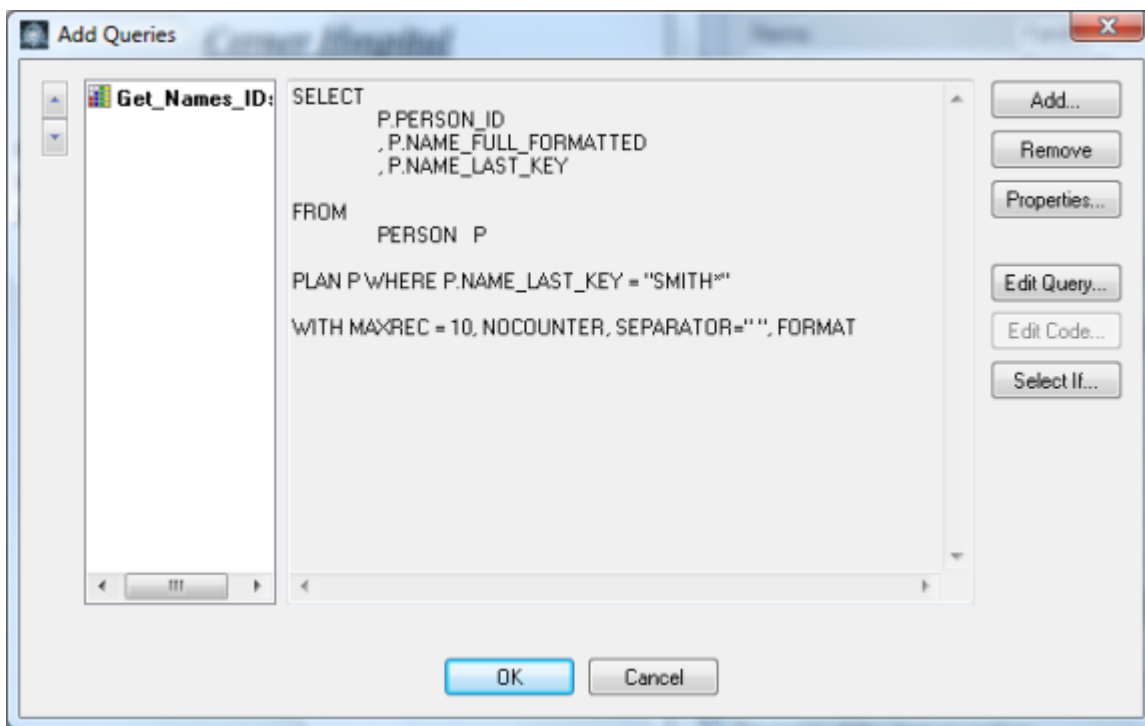 Add Queries
Get_Names_IDs
SELECT
P.PERSON_ID
, P.NAME_FULL_FORMATTED
, P.NAME_LAST_KEY
FROM
PERSON P
PLAN P WHERE P.NAME_LAST_KEY = "SMITH*"
WITH MAXREC = 10, NOCOUNTER, SEPARATOR=" ", FORMAT
Add...
Remove
Properties...
Edit Query...
Edit Code...
Select If...
OK
Cancel